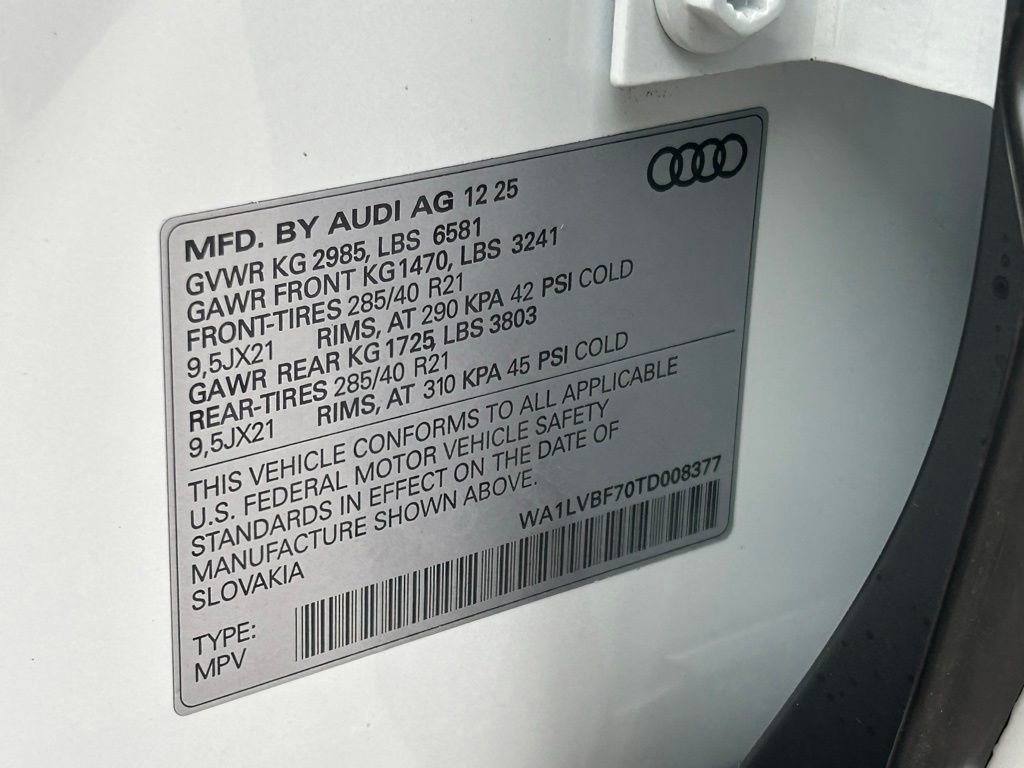 MFD. BY AUDI AG 12 25
GVWR KG 2985, LBS 6581
GAWR FRONT KG1470, LBS 3241
FRONT-TIRES 285/40 R21
9,5JX21 RIMS, AT 290 KPA 42 PSI COLD
GAWR REAR KG 1725, LBS 3803
REAR-TIRES 285/40 R21
9,5JX21 RIMS, AT 310 KPA 45 PSI COLD
THIS VEHICLE CONFORMS TO ALL APPLICABLE
U.S. FEDERAL MOTOR VEHICLE SAFETY
STANDARDS IN EFFECT ON THE DATE OF
MANUFACTURE SHOWN ABOVE.
SLOVAKIA
WA1LVBF70TD008377
TYPE:
MPV